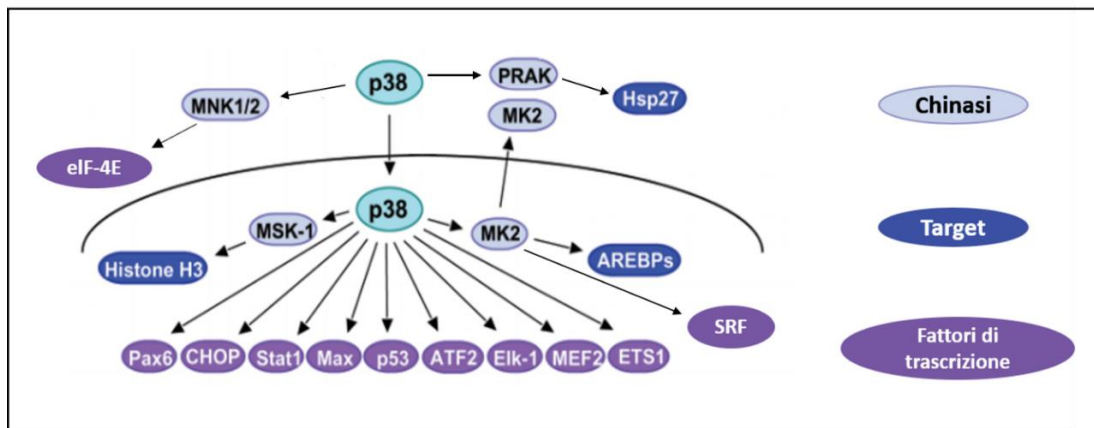 p38
PRAK
Hsp27
MNK1/2
MK2
eIF-4E
p38
MSK-1
MK2
Histone H3
AREBPs
SRF
Pax6
CHOP
Stat1
Max
p53
ATF2
Elk-1
MEF2
ETS1
Chinasi
Target
Fattori di
trascrizione